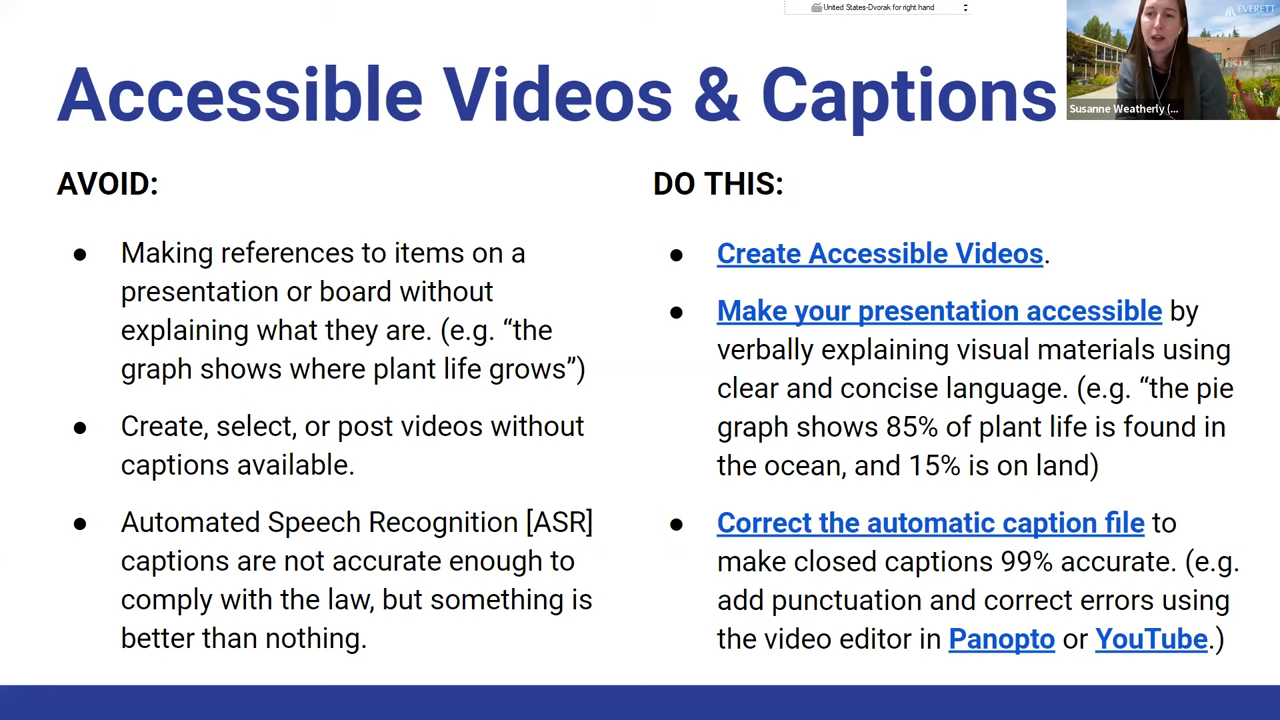 United States-Dvorak for right hand
EVERETT
Susanne Weatherly (...
Accessible Videos & Captions
AVOID:
● Making references to items on a
presentation or board without
explaining what they are. (e.g. “the
graph shows where plant life grows”)
● Create, select, or post videos without
captions available.
● Automated Speech Recognition [ASR]
captions are not accurate enough to
comply with the law, but something is
better than nothing.
DO THIS:
● Create Accessible Videos.
● Make your presentation accessible by
verbally explaining visual materials using
clear and concise language. (e.g. “the pie
graph shows 85% of plant life is found in
the ocean, and 15% is on land)
● Correct the automatic caption file to
make closed captions 99% accurate. (e.g.
add punctuation and correct errors using
the video editor in Panopto or YouTube.)